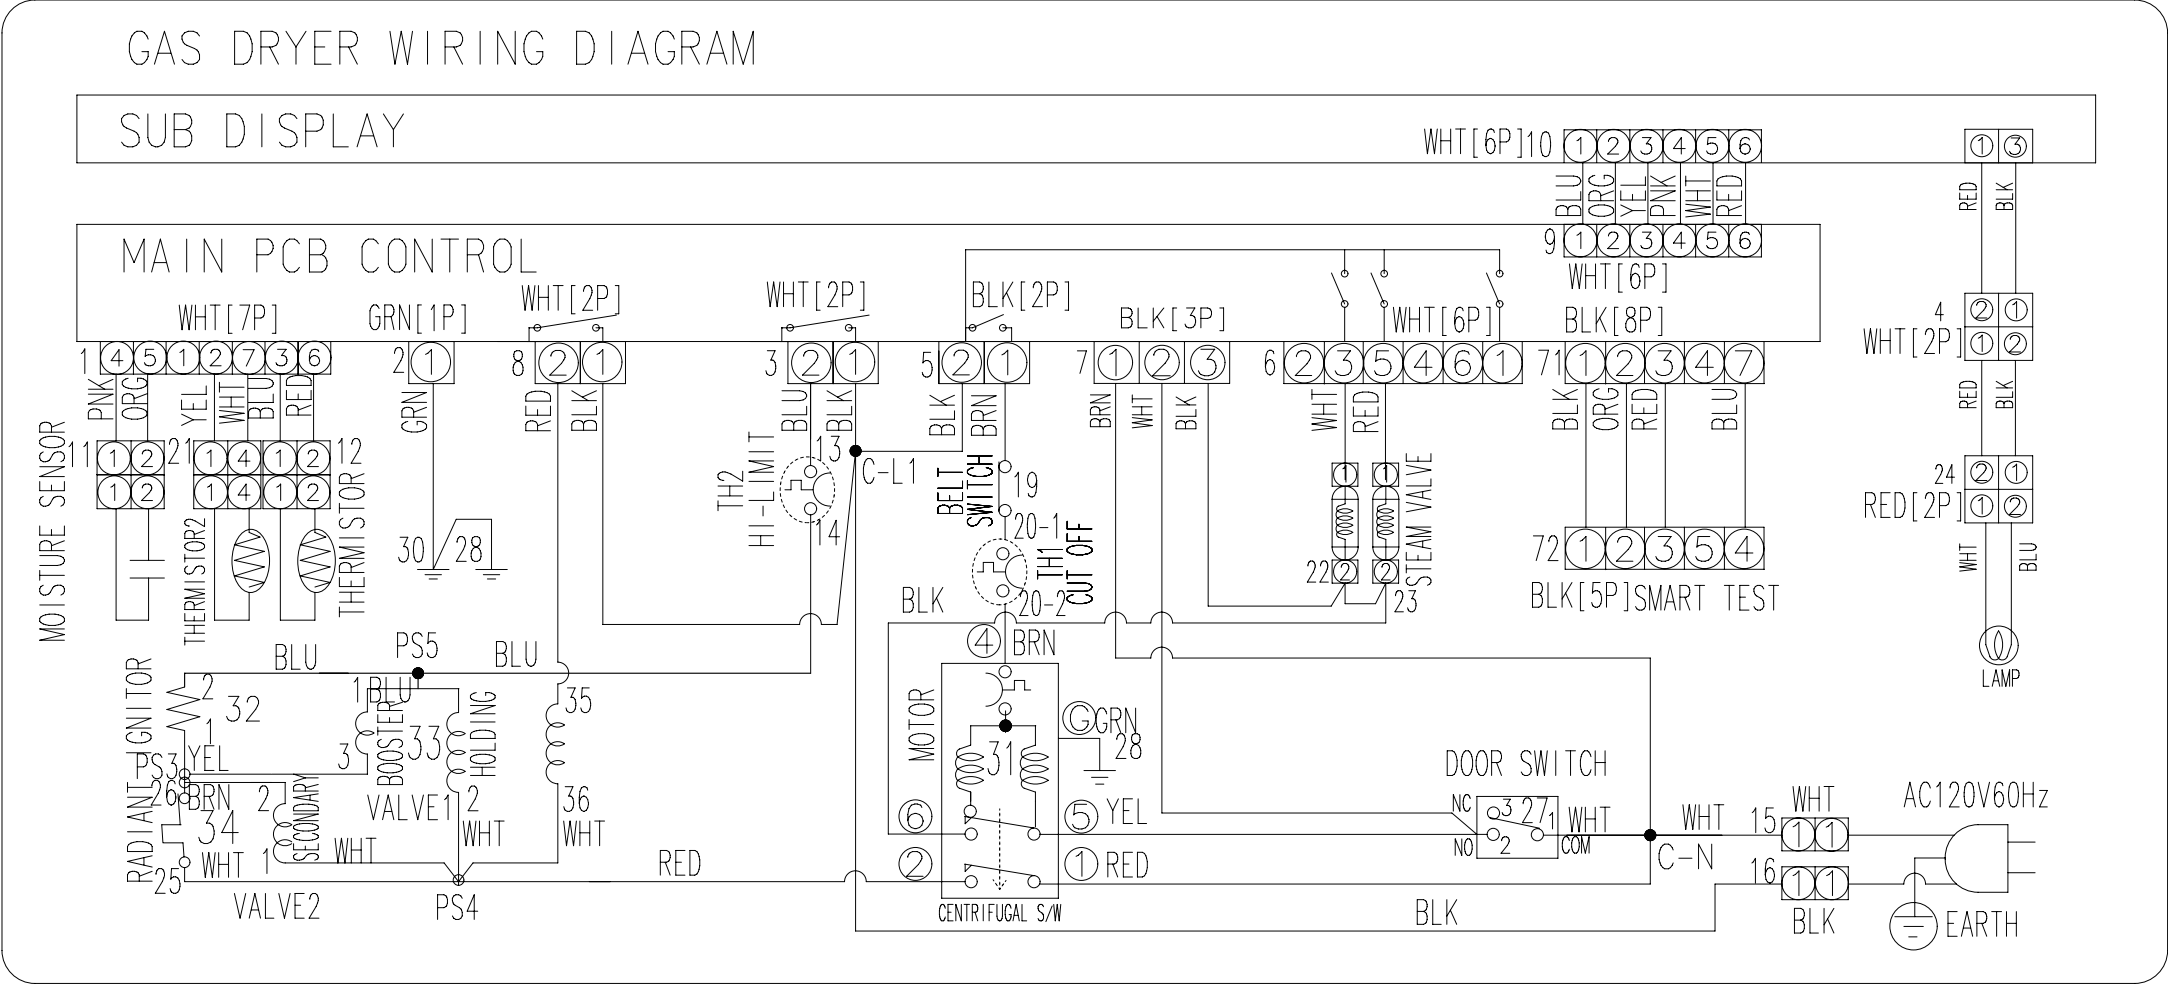 GAS DRYER WIRING DIAGRAM
SUB DISPLAY
WHT[6P] 10 1 2 3 4 5 6
1 3
BLU ORG YEL PNK WHT RED
RED BLK
MAIN PCB CONTROL
9 1 2 3 4 5 6
WHT[6P]
WHT[7P]
GRN[1P]
WHT[2P]
WHT[2P]
BLK[2P]
BLK[3P]
WHT[6P]
BLK[8P]
4 2 1
WHT[2P] 1 2
1 4 5 1 2 7 3 6
2 1
8 2 1
3 2 1
5 2 1
7 1 2 3
6 2 3 5 4 6 1
71 1 2 3 4 7
PNK ORG YEL WHT BLU RED
GRN
RED BLK
BLU BLK
BLK BRN
BRN WHT BLK
WHT RED
BLK ORG RED BLU
RED BLK
MOISTURE SENSOR
11 1 2
1 2
21 1 4 1 2 12
1 4 1 2
THERMISTOR2
THERMISTOR
30 28
TH2
HI-LIMIT
13
14
C-L1
BELT
SWITCH
19
20-1
TH1
CUT OFF
20-2
1 1
STEAM VALVE
22 2 2
23
72 1 2 3 5 4
BLK[5P] SMART TEST
24 2 1
RED[2P] 1 2
WHT BLU
LAMP
BLK
4 BRN
BLU PS5 BLU
RADIANT IGNITOR
2
32
1
1 BLU
3
BOOSTER
33
HOLDING
VALVE1 2
WHT
35
36
WHT
PS3 YEL
26 BRN
34
2
SECONDARY
WHT 1 WHT
25
VALVE2
PS4
RED
MOTOR
31
G GRN
28
6
5 YEL
2
1 RED
CENTRIFUGAL S/W
DOOR SWITCH
NC 3 27 1
NO 2 COM
WHT
C-N
WHT
WHT
15 1 1
16 1 1
BLK
BLK
AC120V60Hz
EARTH